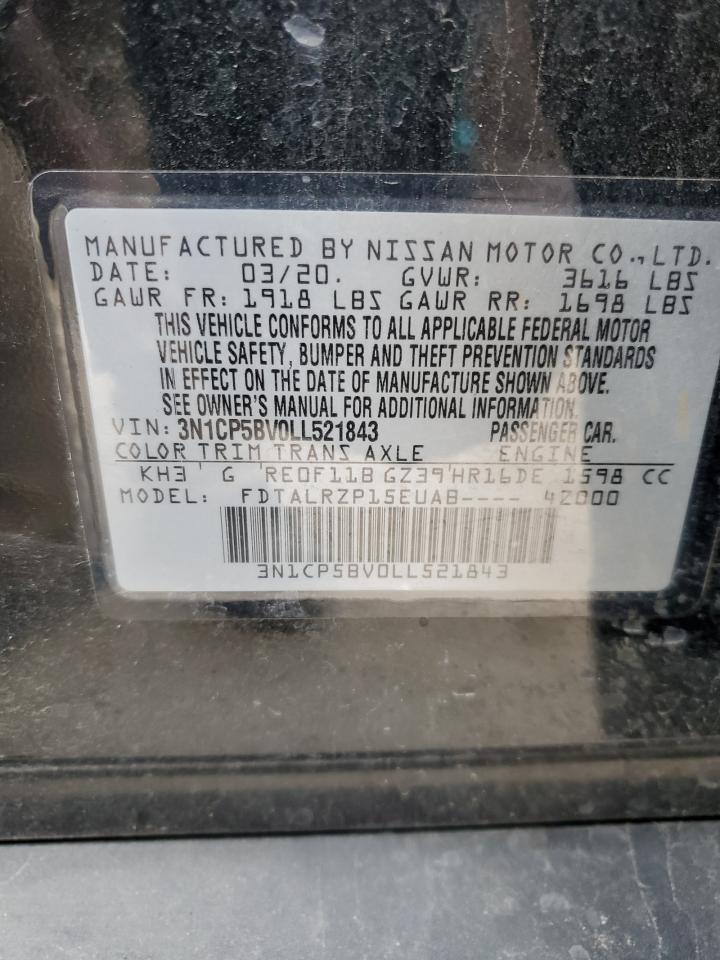 MANUFACTURED BY NISSAN MOTOR CO., LTD.
DATE: 03/20. GVWR: 3616 LBS
GAWR FR: 1918 LBS GAWR RR: 1698 LBS
THIS VEHICLE CONFORMS TO ALL APPLICABLE FEDERAL MOTOR
VEHICLE SAFETY, BUMPER AND THEFT PREVENTION STANDARDS
IN EFFECT ON THE DATE OF MANUFACTURE SHOWN ABOVE.
SEE OWNER'S MANUAL FOR ADDITIONAL INFORMATION.
VIN: 3N1CP5BV0LL521843 PASSENGER CAR.
COLOR TRIM TRANS AXLE ENGINE
KH3 ' G 'RE0F11B GZ39'HR16DE 1598 CC
MODEL: FDTALRZP15EUAB---- 42000
3N1CP5BV0LL521843